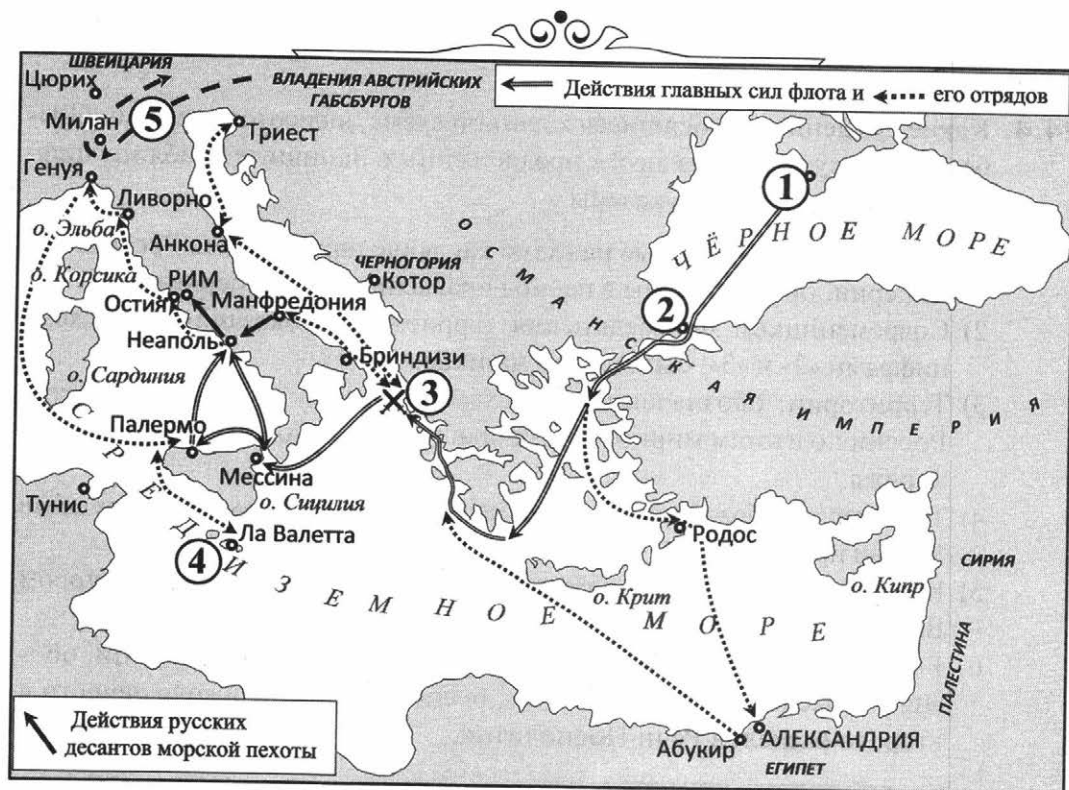 ШВЕЙЦАРИЯ
Цюрих
ВЛАДЕНИЯ АВСТРИЙСКИХ
ГАБСБУРГОВ
Действия главных сил флота и
его отрядов
5
Милан
Триест
Генуя
1
Ливорно
о. Эльба
Анкона
ЧЁРНОЕ МОРЕ
о. Корсика
РИМ
ЧЕРНОГОРИЯ
Котор
ОСМАНСКАЯ ИМПЕРИЯ
Остия
Манфредония
2
Неаполь
Бриндизи
о. Сардиния
3
Палермо
Мессина
о. Сицилия
Тунис
Ла Валетта
4
Родос
СИРИЯ
о. Кипр
о. Крит
СРЕДИЗЕМНОЕ МОРЕ
ПАЛЕСТИНА
Действия русских
десантов морской пехоты
Абукир
АЛЕКСАНДРИЯ
ЕГИПЕТ